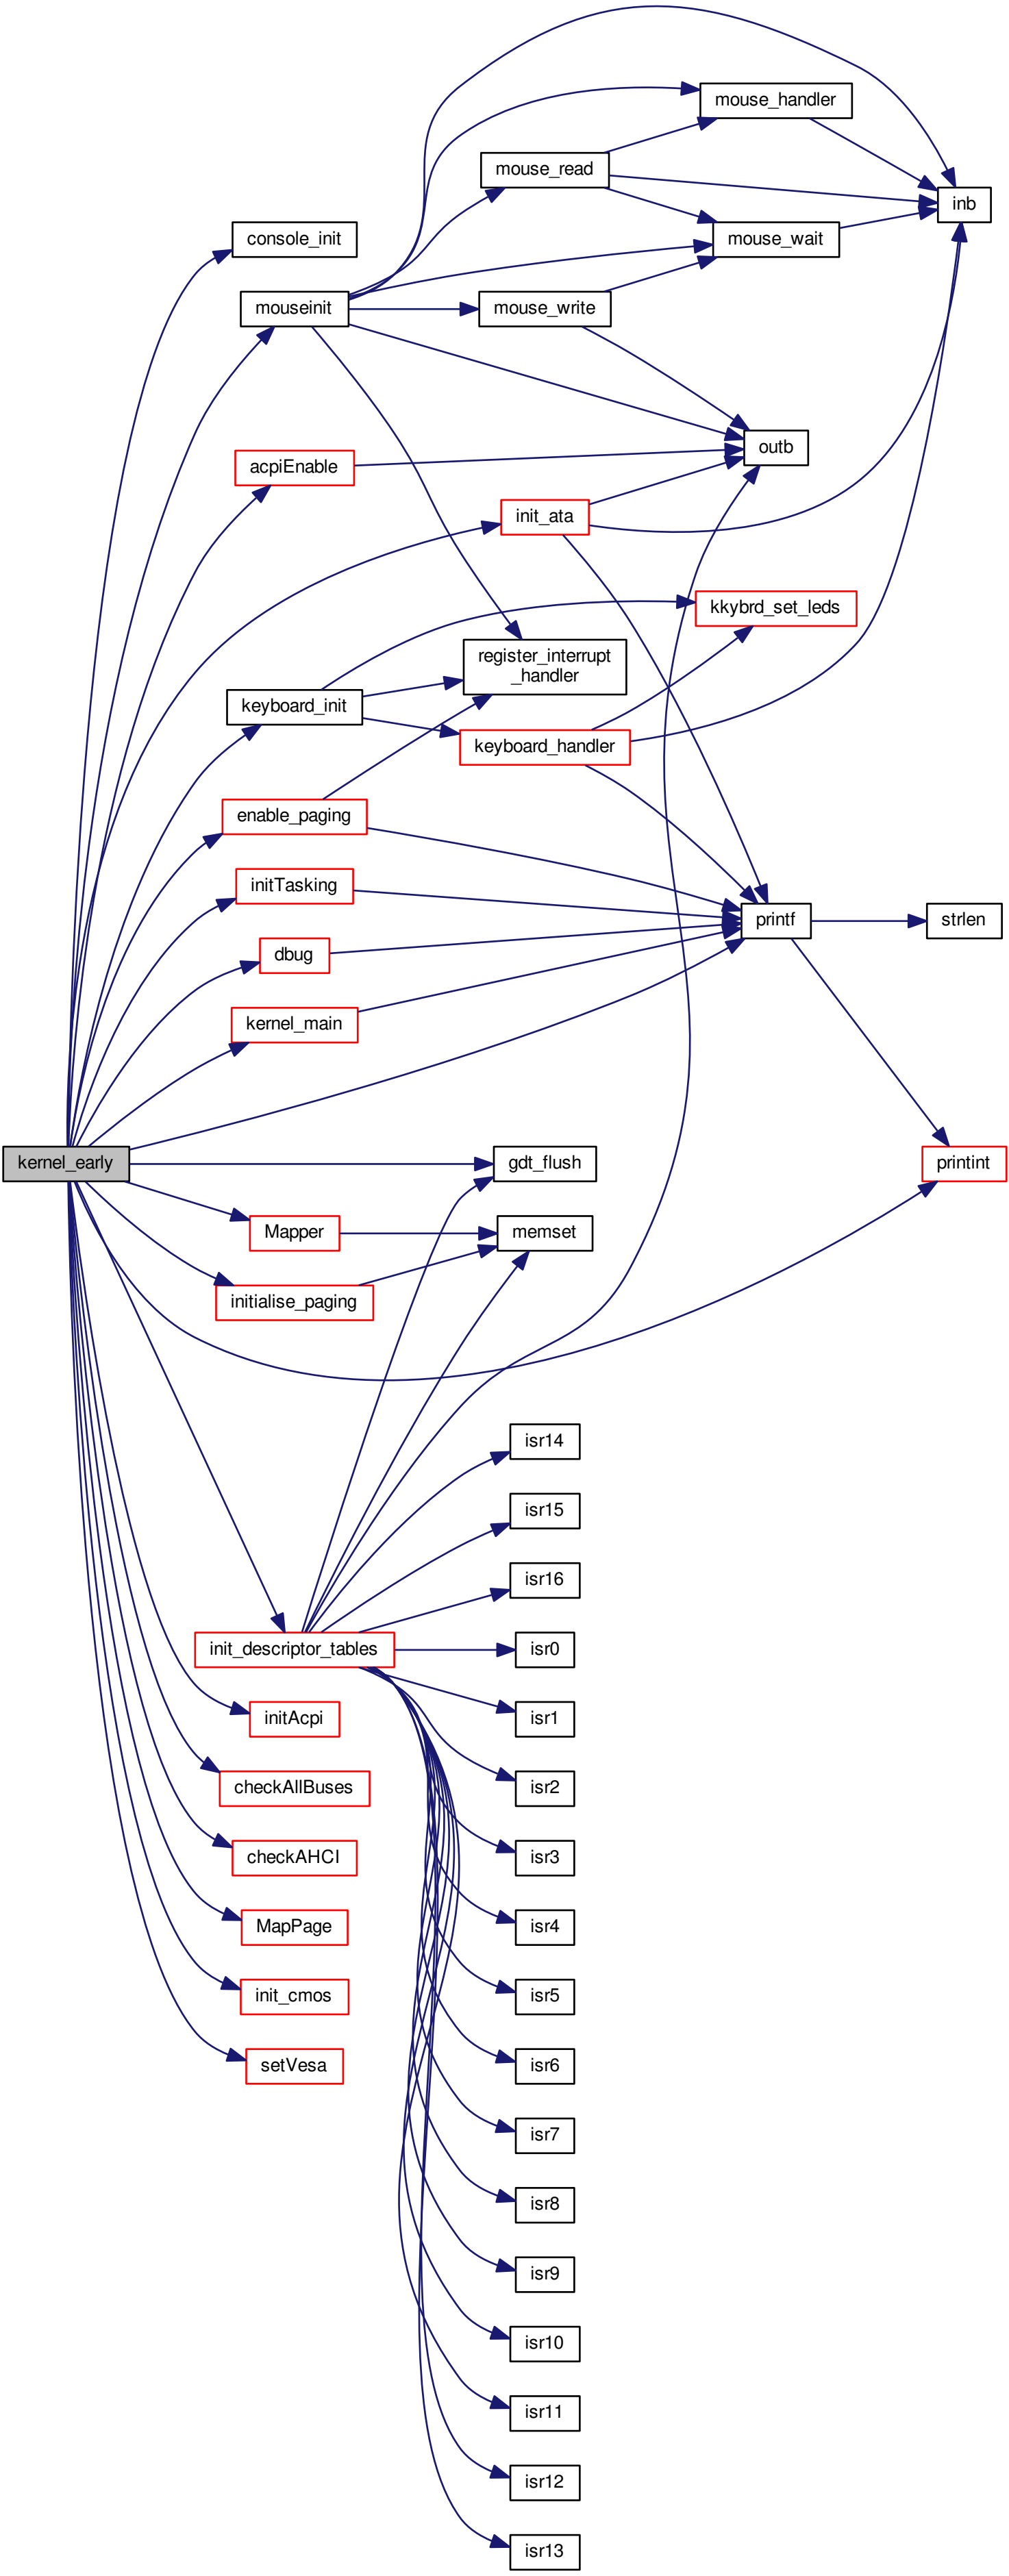 mouse_handler
mouse_read
inb
console_init
mouse_wait
mouseinit
mouse_write
outb
acpiEnable
init_ata
kkybrd_set_leds
register_interrupt
_handler
keyboard_init
keyboard_handler
enable_paging
initTasking
printf
strlen
dbug
kernel_main
kernel_early
gdt_flush
printint
Mapper
memset
initialise_paging
isr14
isr15
isr16
init_descriptor_tables
isr0
initAcpi
isr1
checkAllBuses
isr2
checkAHCI
isr3
MapPage
isr4
init_cmos
isr5
setVesa
isr6
isr7
isr8
isr9
isr10
isr11
isr12
isr13